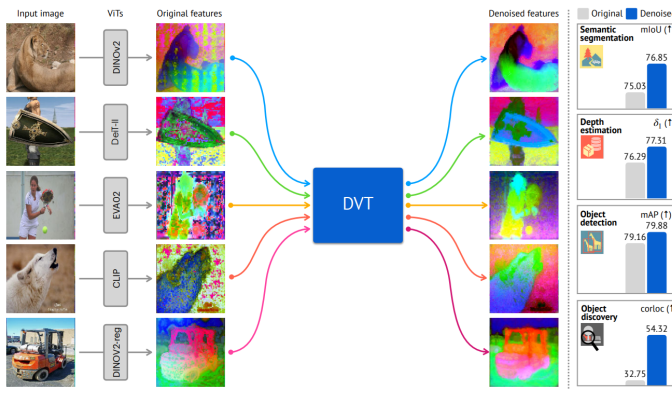 Input image
ViTs
Original features
Denoised features
Original
Denoise
DINOv2
DeiT-III
EVA02
CLIP
DINOV2-reg
DVT
Semantic
segmentation
mIoU (↑
76.85
75.03
Depth
estimation
δ₁ (↑
77.31
76.29
Object
detection
mAP (↑)
79.88
79.16
Object
discovery
corloc (↑
54.32
32.75